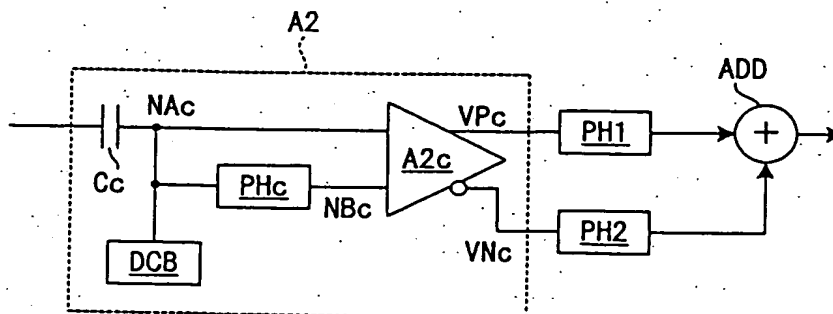 A2
ADD
NAc
VPc
PH1
+
Cc
A2c
PHc
NBc
PH2
VNc
DCB